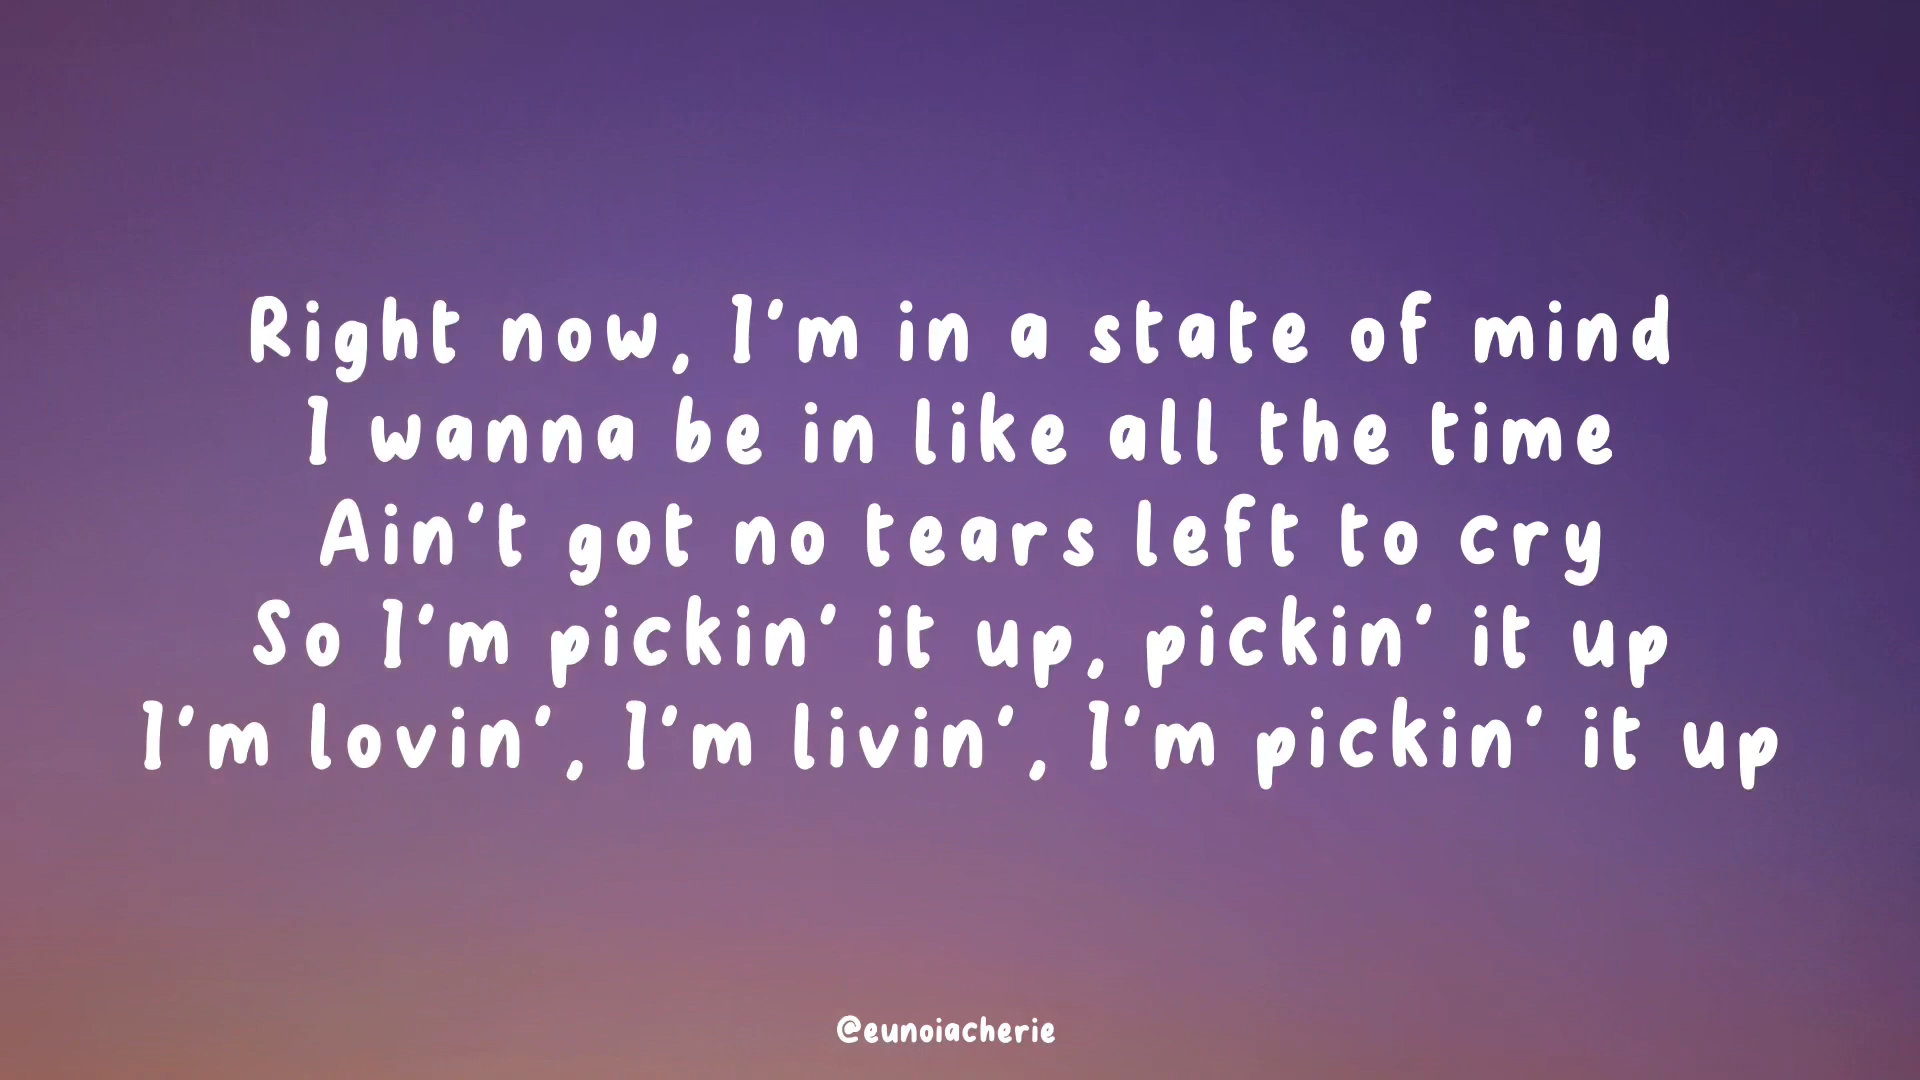 Right now, I'm in a state of mind
I wanna be in like all the time
Ain't got no tears left to cry
So I'm pickin' it up, pickin' it up
I'm lovin', I'm livin', I'm pickin' it up
@eunoiacherie